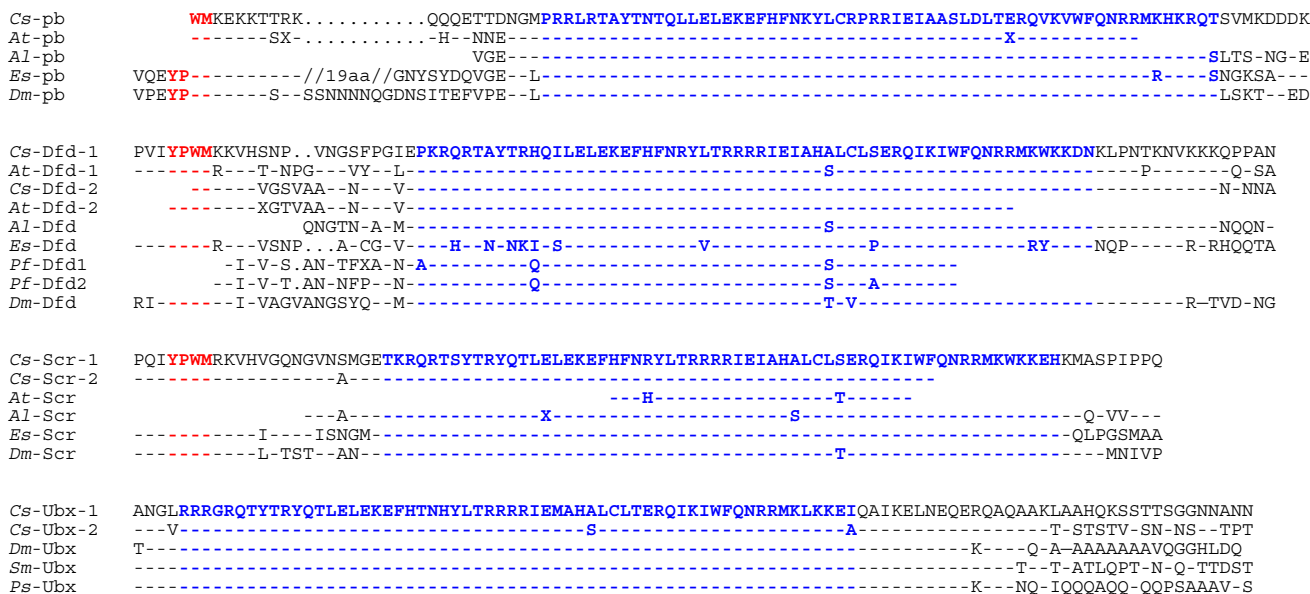 Cs-pb WMKEKKTTRK...........QQQETTDNGMPRRLRTAYTNTQLLELEKEFHFNKYLCRPRRIEIAASLDLTERQVKVWFQNRRMKHKRQTSVMKDDDK
At-pb --------SX-...........-H--NNE------------------------------------------------------X---------------
Al-pb VGE----------------------------------------------------------------------------------SLTS-NG-E
Es-pb VQEYP----------//19aa//GNYSYDQVGE--L------------------------------------------------------------------------R-----SNGKSA---
Dm-pb VPEYP-------S--SSNNNNQGDNSITEFVPE--L------------------------------------------------------------------------------LSKT--ED
Cs-Dfd-1 PVIYPWMKKVHSNP..VNGSFPGIEPKRQRTAYTRHQILELEKEFHFNRYLTRRRRIEIAHALCLSERQIKIWFQNRRMKWKKDNKLPNTKNVKKKQPPAN
At-Dfd-1 -------R---T-NPG---VY--L------------------------------------S------------------------------------P------Q-SA
Cs-Dfd-2 -------VGSVAA--N---V------------------------------------------------------------------------------N-NNA
At-Dfd-2 ---------XGTVAA--N---V----------------------------------------------------------------------
Al-Dfd QNGTN-A-M------------------------------------------------S----------------------------------------------NQQN-
Es-Dfd -------R---VSNP...A-CG-V----H--N-NKI-S----------------V-------------------P-----------------RY----NQP-----R-RHQQTA
Pf-Dfd1 -I-V-S.AN-TFXA-N-A------------Q---------------------------------S--------------
Pf-Dfd2 --I-V-T.AN-NFP--N--------------Q---------------------------------S----A---------
Dm-Dfd RI----------I-VAGVANGSYQ--M------------------------------------------------T-V--------------------------------------R—TVD-NG
Cs-Scr-1 PQIYPWMRKVHVGQNGVNSMGETKRQRTSYTRYQTLELEKEFHFNRYLTRRRRIEIAHALCLSERQIKIWFQNRRMKWKKEHKMASPIPPQ
Cs-Scr-2 -------------------A---------------------------------------------------------------------
At-Scr ---H---------------------T--------
Al-Scr ---A-----------------------X----------------------------S--------------------------------Q-VV---
Es-Scr ------------I----ISNGM--------------------------------------------------------------------------------QLPGSMAA
Dm-Scr ------------L-TST--AN-----------------------------------------------------T-------------------------------MNIVP
Cs-Ubx-1 ANGLRRRGRQTYTRYQTLELEKEFHTNHYLTRRRRIEMAHALCLTERQIKIWFQNRRMKLKKEIQAIKELNEQERQAQAAKLAAHQKSSTTSGGNNANN
Cs-Ubx-2 ---V------------------------------------------S-----------------------------A-----------------------T-STSTV-SN-NS--TPT
Dm-Ubx T------------------------------------------------------------------------------------------------K----Q-A—AAAAAAAVQGGHLDQ
Sm-Ubx -------------------------------------------------------------------------------------T--T-ATLQPT-N-Q-TTDST
Ps-Ubx -------------------------------------------------------------------------------K---NQ-IQQQAQQ-QQPSAAAV-S